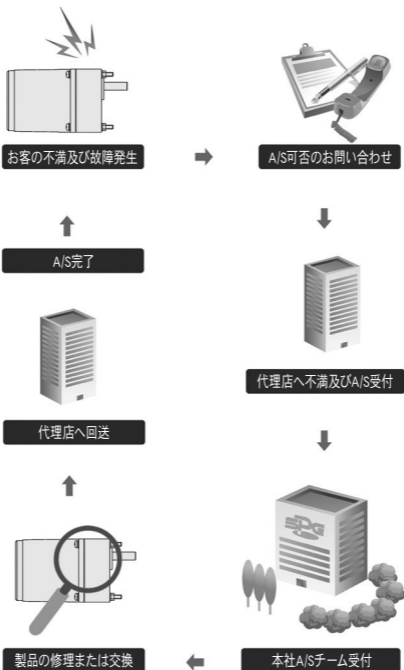 お客の不満及び故障発生
A/S可否のお問い合わせ
代理店へ不満及びA/S受付
SPG
本社A/Sチーム受付
製品の修理または交換
代理店へ回送
A/S完了